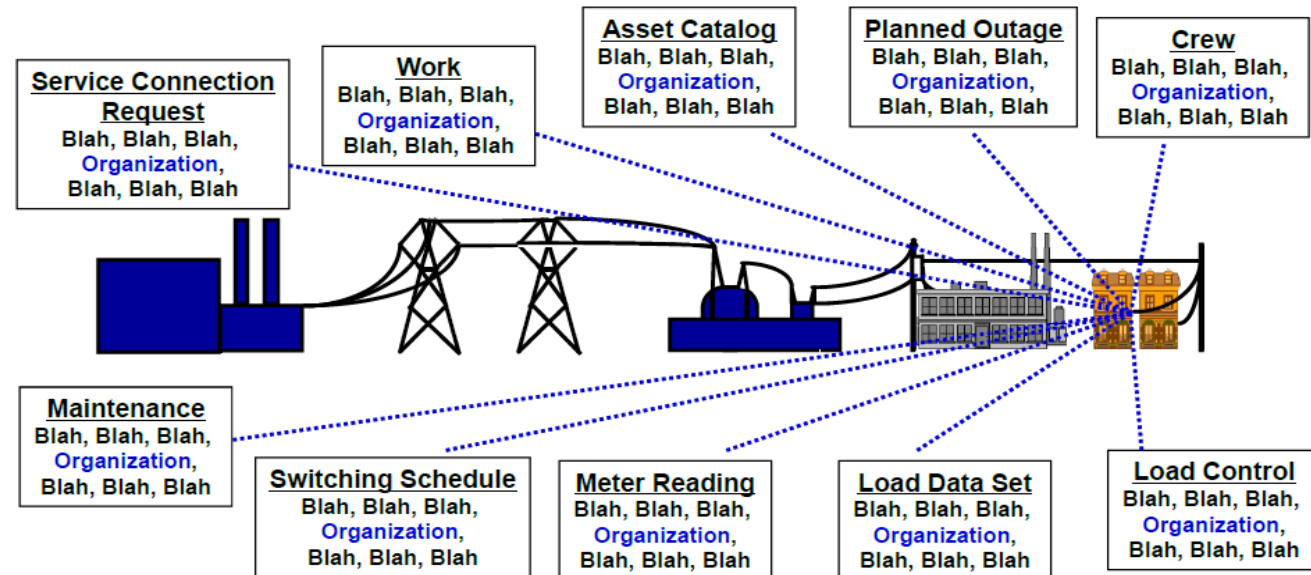 Service Connection
Request
Blah, Blah, Blah,
Organization,
Blah, Blah, Blah
Work
Blah, Blah, Blah,
Organization,
Blah, Blah, Blah
Asset Catalog
Blah, Blah, Blah,
Organization,
Blah, Blah, Blah
Planned Outage
Blah, Blah, Blah,
Organization,
Blah, Blah, Blah
Crew
Blah, Blah, Blah,
Organization,
Blah, Blah, Blah
Maintenance
Blah, Blah, Blah,
Organization,
Blah, Blah, Blah
Switching Schedule
Blah, Blah, Blah,
Organization,
Blah, Blah, Blah
Meter Reading
Blah, Blah, Blah,
Organization,
Blah, Blah, Blah
Load Data Set
Blah, Blah, Blah,
Organization,
Blah, Blah, Blah
Load Control
Blah, Blah, Blah,
Organization,
Blah, Blah, Blah